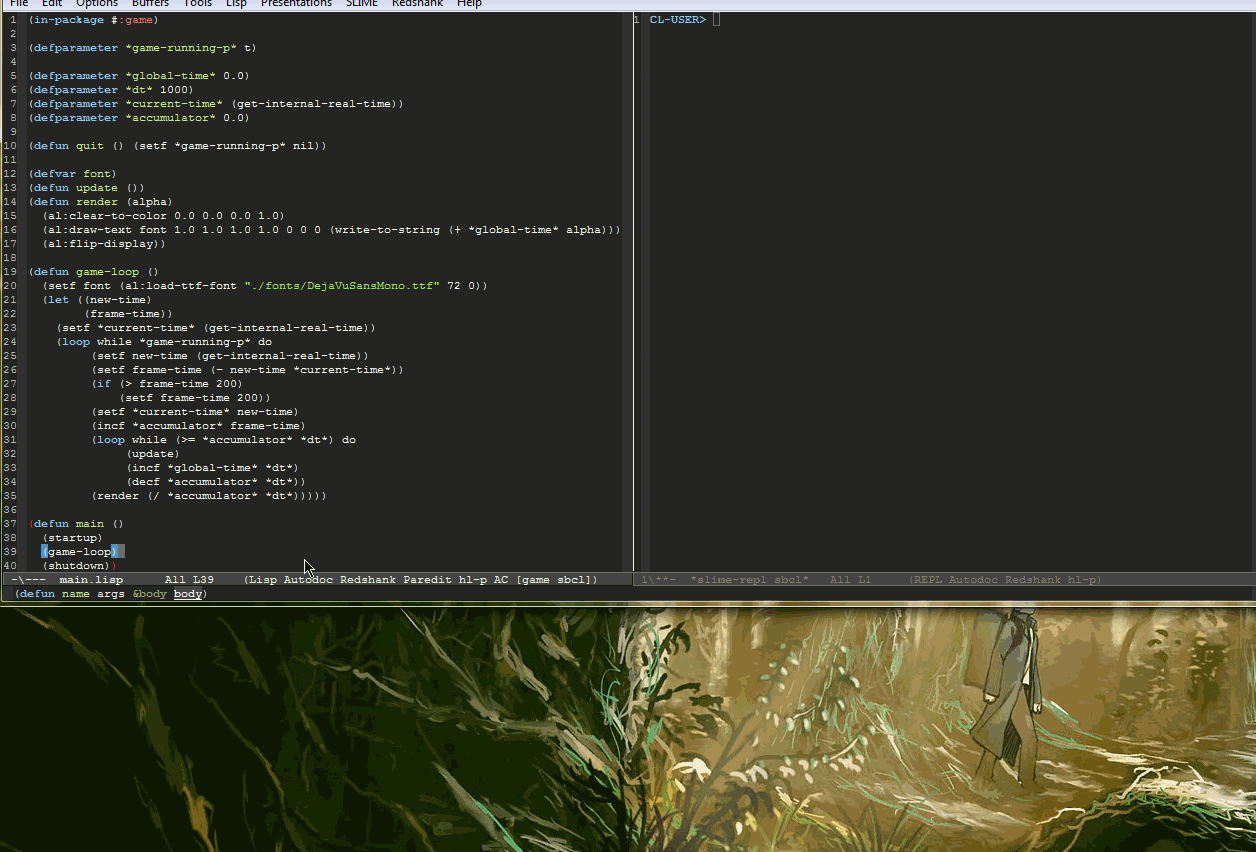 File Edit Options Buffers Tools Lisp Presentations SLIME Redshank Help
1 (in-package #:game)
2
3 (defparameter *game-running-p* t)
4
5 (defparameter *global-time* 0.0)
6 (defparameter *dt* 1000)
7 (defparameter *current-time* (get-internal-real-time))
8 (defparameter *accumulator* 0.0)
9
10 (defun quit () (setf *game-running-p* nil))
11
12 (defvar font)
13 (defun update ())
14 (defun render (alpha)
15   (al:clear-to-color 0.0 0.0 0.0 1.0)
16   (al:draw-text font 1.0 1.0 1.0 1.0 0 0 0 (write-to-string (+ *global-time* alpha)))
17   (al:flip-display))
18
19 (defun game-loop ()
20   (setf font (al:load-ttf-font "./fonts/DejaVuSansMono.ttf" 72 0))
21   (let ((new-time)
22         (frame-time))
23     (setf *current-time* (get-internal-real-time))
24     (loop while *game-running-p* do
25          (setf new-time (get-internal-real-time))
26          (setf frame-time (- new-time *current-time*))
27          (if (> frame-time 200)
28              (setf frame-time 200))
29          (setf *current-time* new-time)
30          (incf *accumulator* frame-time)
31          (loop while (>= *accumulator* *dt*) do
32               (update)
33               (incf *global-time* *dt*)
34               (decf *accumulator* *dt*))
35          (render (/ *accumulator* *dt*)))))
36
37 (defun main ()
38   (startup)
39   (game-loop)
40   (shutdown))
-\--- main.lisp All L39 (Lisp Autodoc Redshank Paredit hl-p AC [game sbcl])
1 CL-USER>
1\**- *slime-repl sbcl* All L1 (REPL Autodoc Redshank hl-p)
(defun name args &body body)